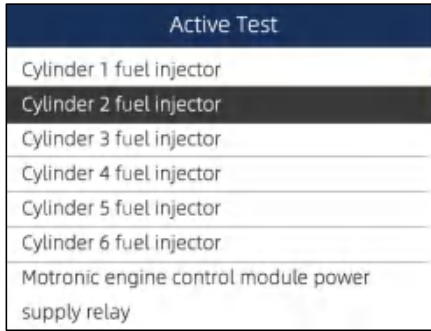 Active Test
Cylinder 1 fuel injector
Cylinder 2 fuel injector
Cylinder 3 fuel injector
Cylinder 4 fuel injector
Cylinder 5 fuel injector
Cylinder 6 fuel injector
Motronic engine control module power
supply relay